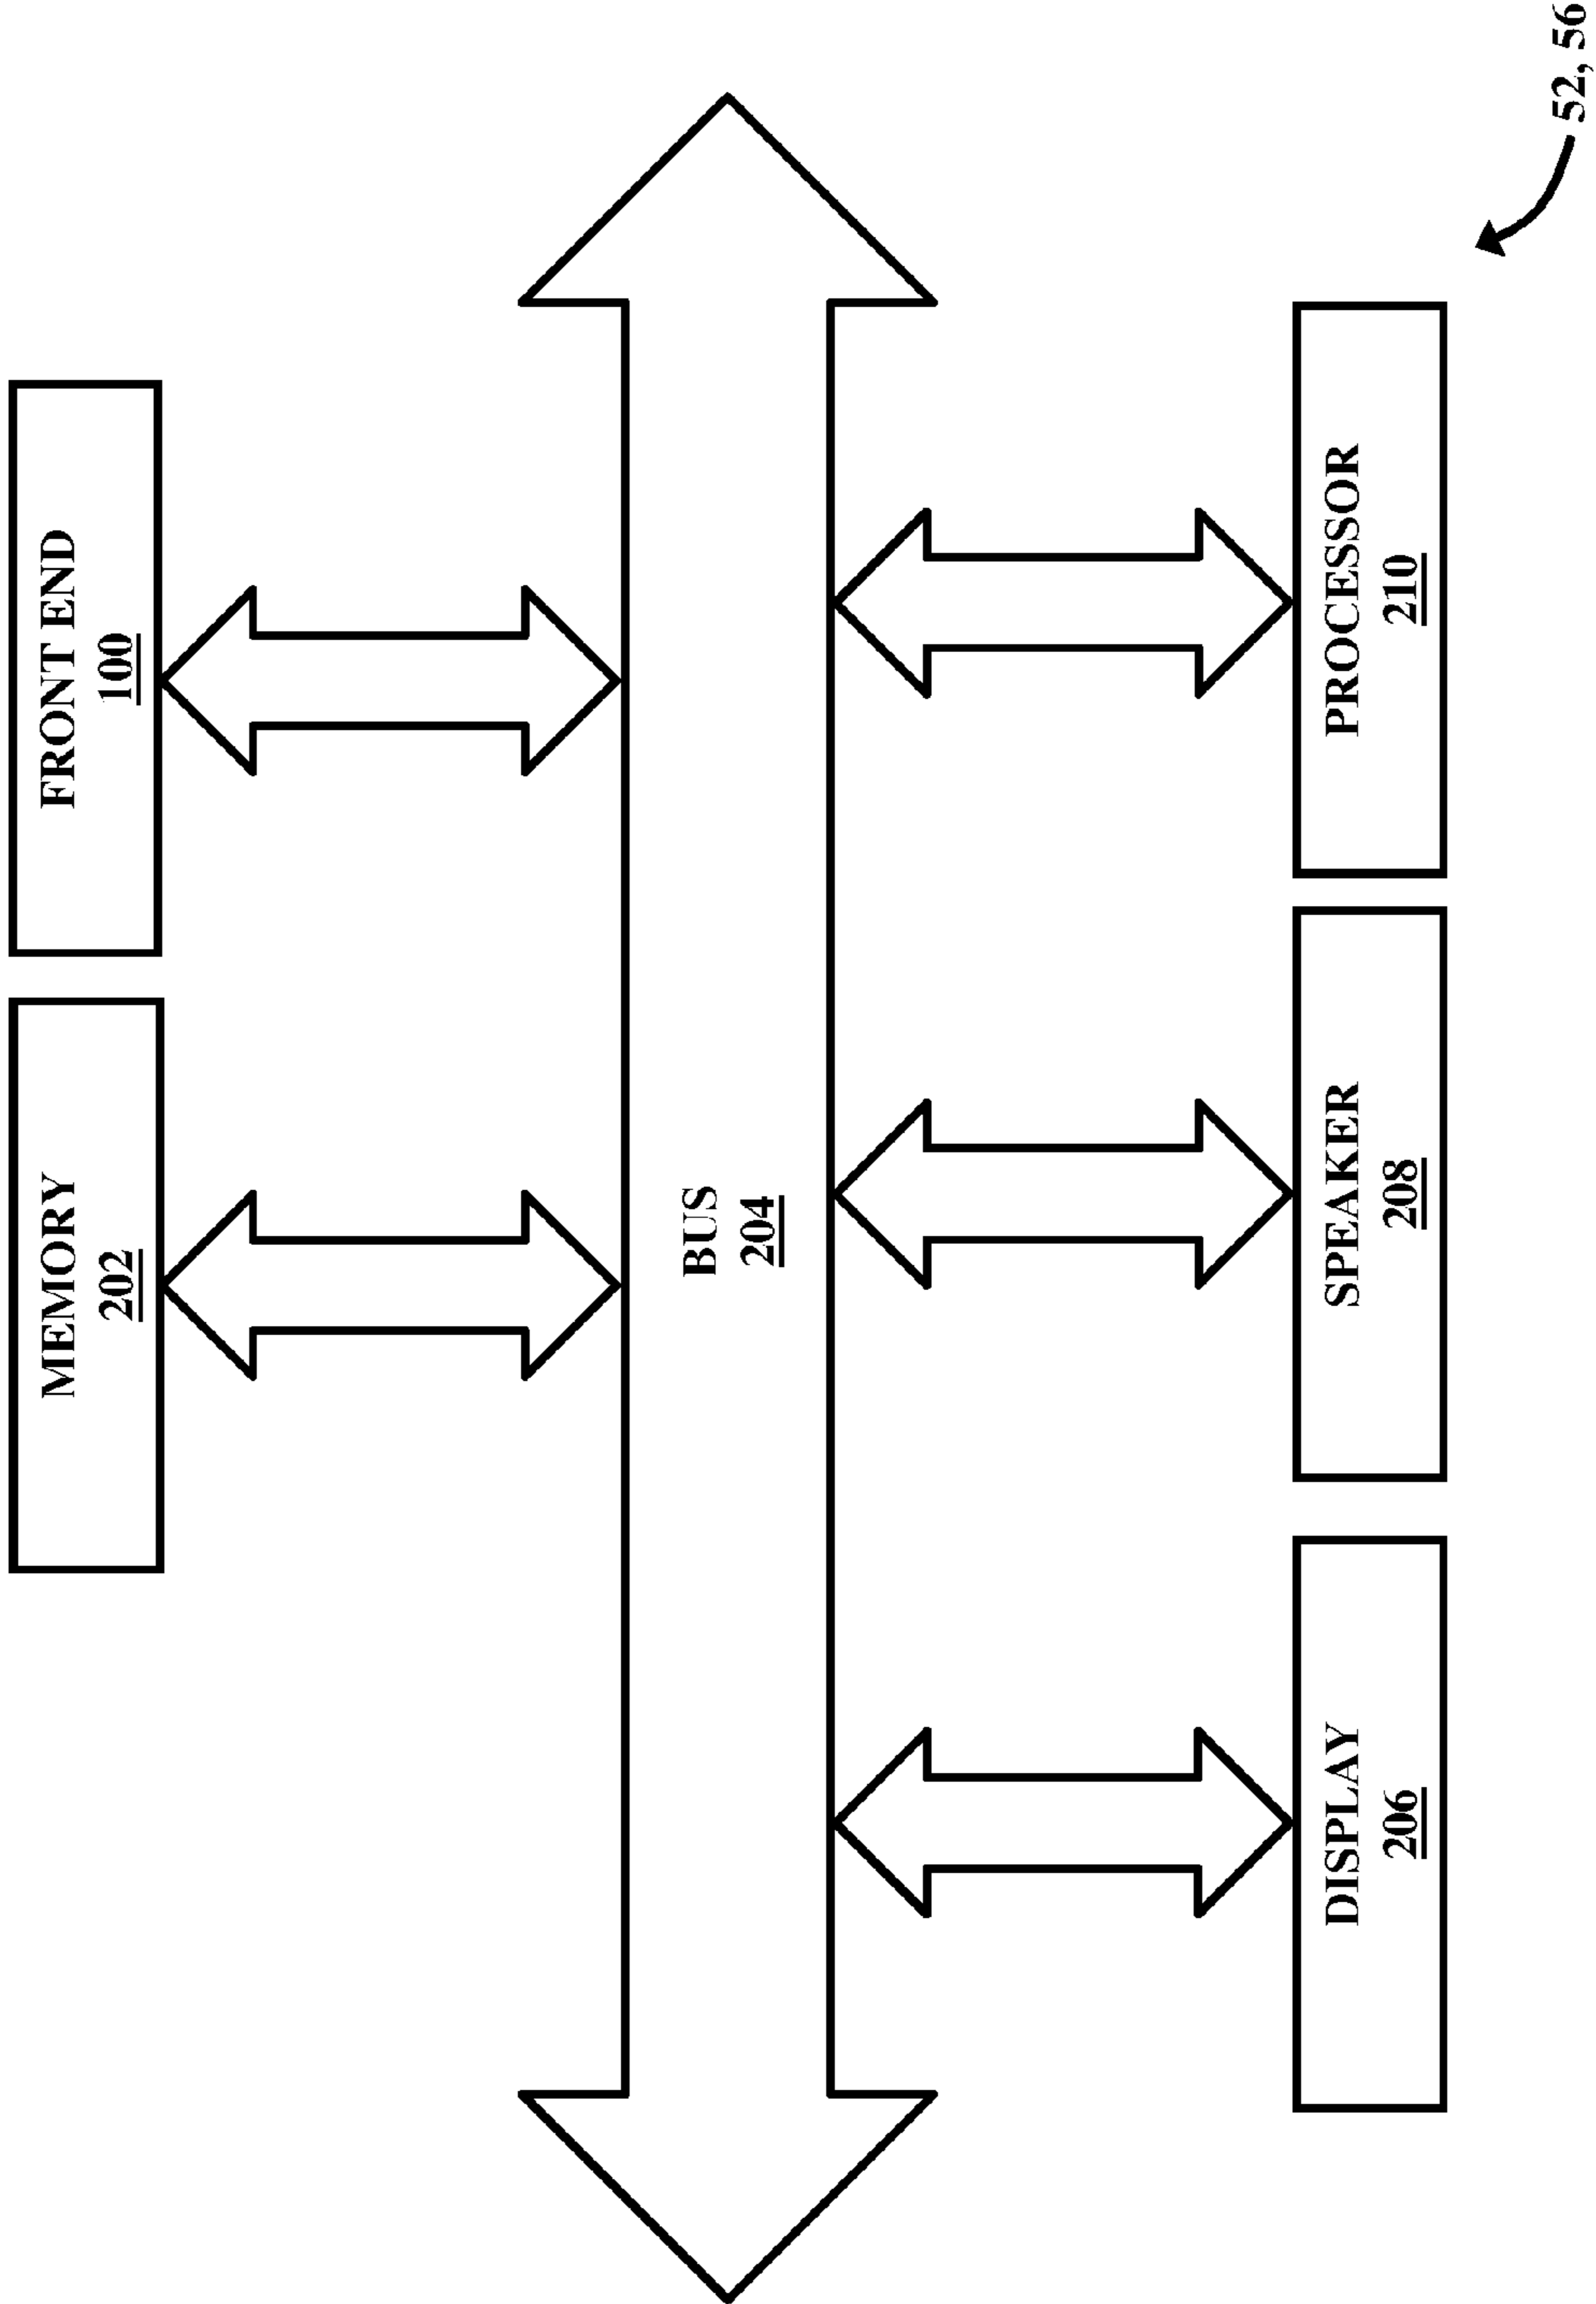 MEMORY
202
FRONT END
100
BUS
204
DISPLAY
206
SPEAKER
208
PROCESSOR
210
52, 56